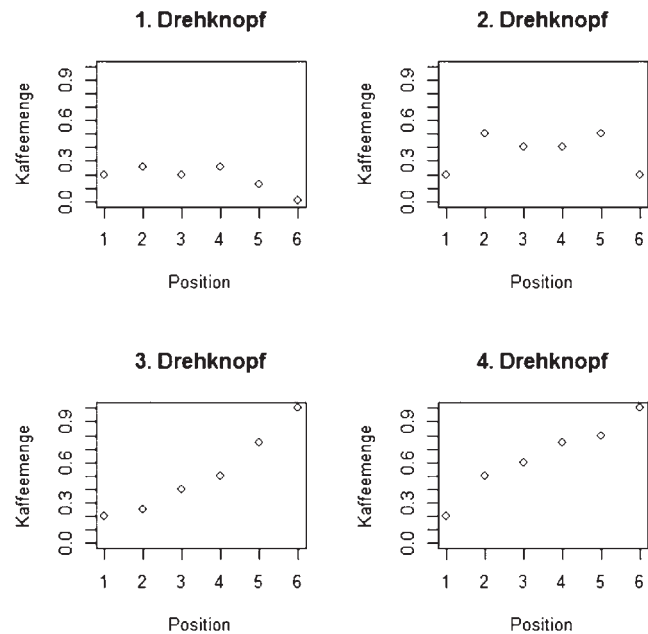 1. Drehknopf
Kaffeemenge
0.9
0.6
0.3
0.0
1 2 3 4 5 6
Position
2. Drehknopf
Kaffeemenge
0.9
0.6
0.3
0.0
1 2 3 4 5 6
Position
3. Drehknopf
Kaffeemenge
0.9
0.6
0.3
0.0
1 2 3 4 5 6
Position
4. Drehknopf
Kaffeemenge
0.9
0.6
0.3
0.0
1 2 3 4 5 6
Position